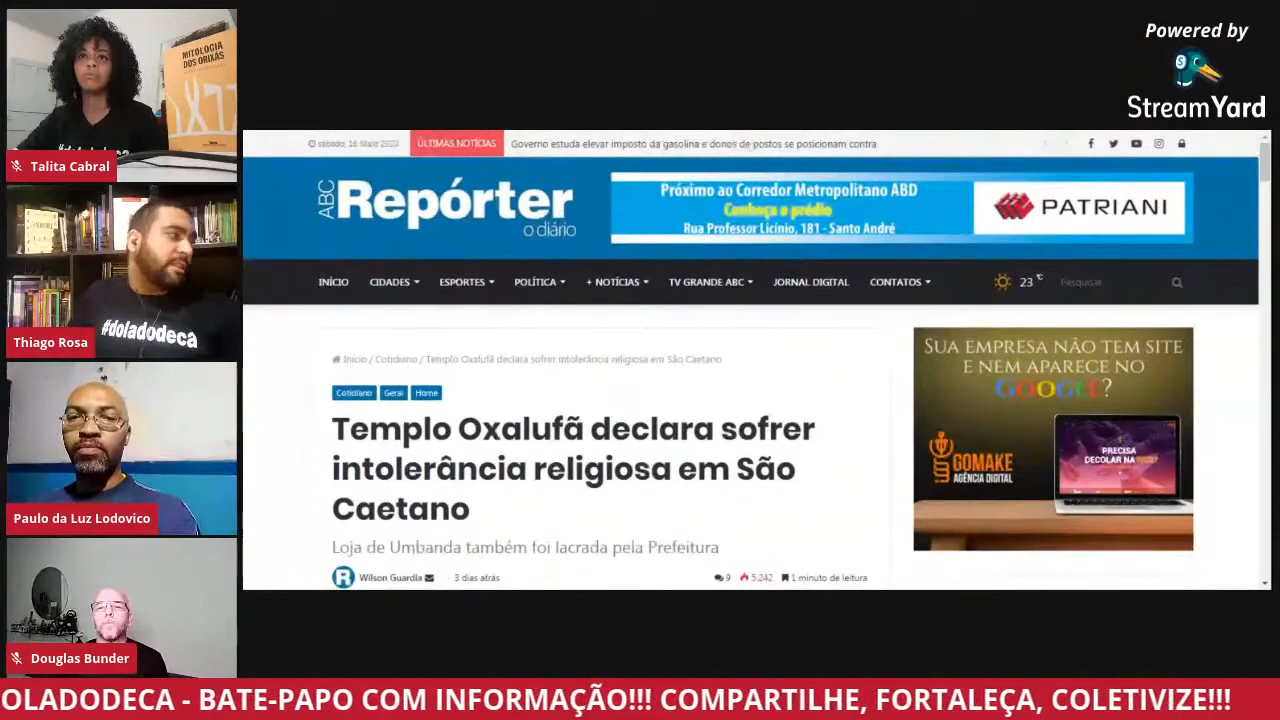 Powered by
StreamYard
MITOLOGIA
DOS ORIXÁS
Talita Cabral
#doladodeca
Thiago Rosa
Paulo da Luz Lodovico
Douglas Bunder
ÚLTIMAS NOTÍCIAS
Governo estuda elevar imposto da gasolina e donos de postos se posicionam contra
ABC
Repórter
o diário
Próximo ao Corredor Metropolitano ABD
Conheça o prédio
Rua Professor Licínio, 181 - Santo André
PATRIANI
INÍCIO CIDADES ESPORTES POLÍTICA + NOTÍCIAS TV GRANDE ABC JORNAL DIGITAL CONTATOS 23 °C Pesquisar
Início / Cotidiano / Templo Oxalufã declara sofrer intolerância religiosa em São Caetano
Cotidiano Geral Home
Templo Oxalufã declara sofrer
intolerância religiosa em São
Caetano
Loja de Umbanda também foi lacrada pela Prefeitura
Wilson Guardia 3 dias atrás 9 5.242 1 minuto de leitura
SUA EMPRESA NÃO TEM SITE
E NEM APARECE NO
GOOGLE?
GOMAKE
AGÊNCIA DIGITAL
PRECISA
DECOLAR NA WEB?
OLADODECA - BATE-PAPO COM INFORMAÇÃO!!! COMPARTILHE, FORTALEÇA, COLETIVIZE!!!